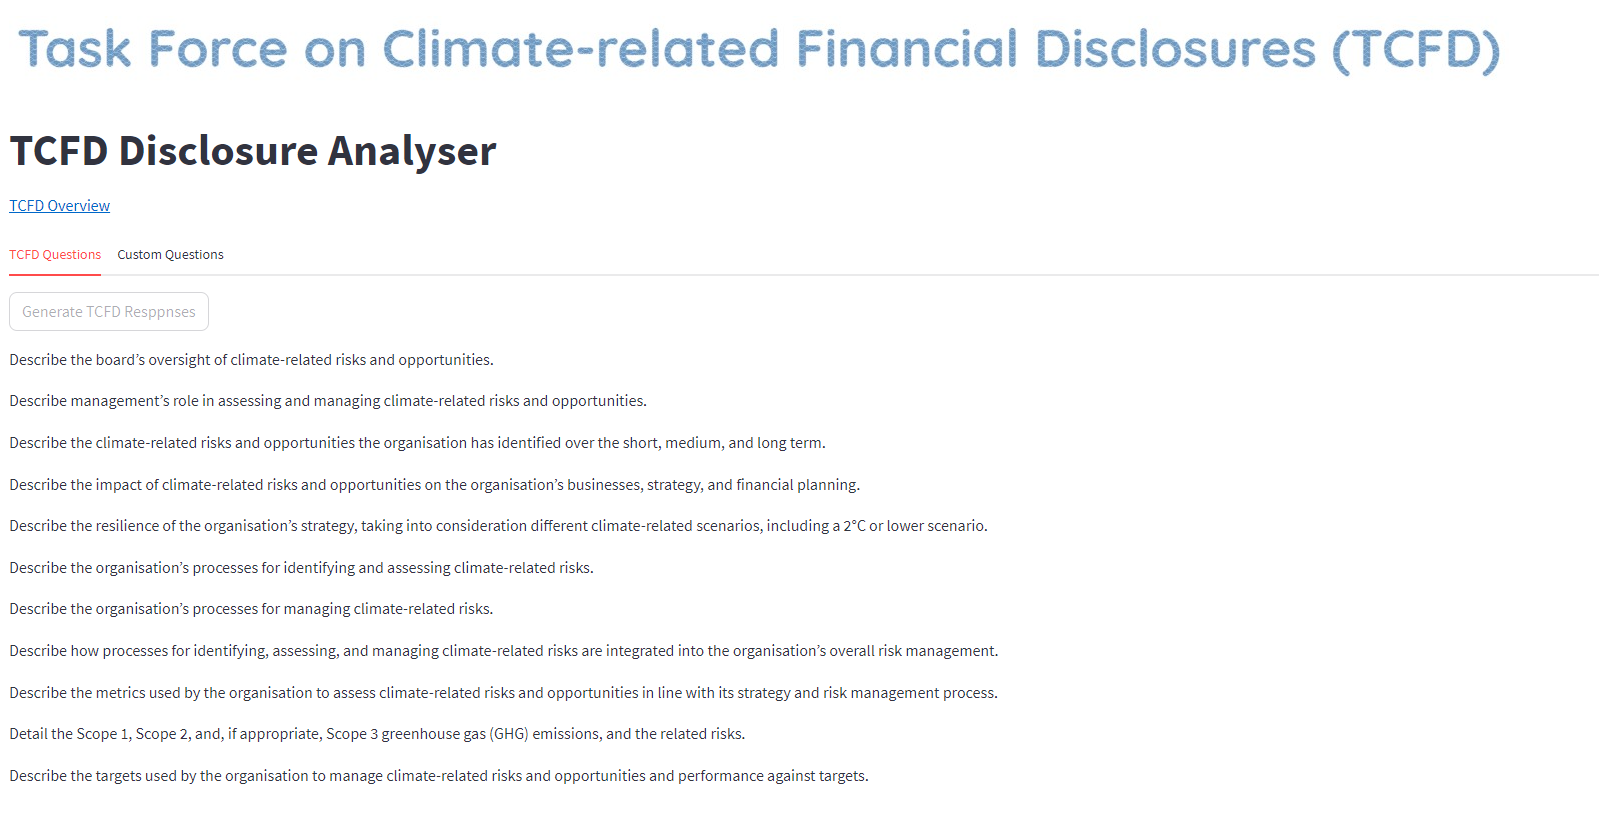 Task Force on Climate-related Financial Disclosures (TCFD)
TCFD Disclosure Analyser
TCFD Overview
TCFD Questions Custom Questions
Generate TCFD Resppnses
Describe the board’s oversight of climate-related risks and opportunities.
Describe management’s role in assessing and managing climate-related risks and opportunities.
Describe the climate-related risks and opportunities the organisation has identified over the short, medium, and long term.
Describe the impact of climate-related risks and opportunities on the organisation’s businesses, strategy, and financial planning.
Describe the resilience of the organisation’s strategy, taking into consideration different climate-related scenarios, including a 2°C or lower scenario.
Describe the organisation’s processes for identifying and assessing climate-related risks.
Describe the organisation’s processes for managing climate-related risks.
Describe how processes for identifying, assessing, and managing climate-related risks are integrated into the organisation’s overall risk management.
Describe the metrics used by the organisation to assess climate-related risks and opportunities in line with its strategy and risk management process.
Detail the Scope 1, Scope 2, and, if appropriate, Scope 3 greenhouse gas (GHG) emissions, and the related risks.
Describe the targets used by the organisation to manage climate-related risks and opportunities and performance against targets.